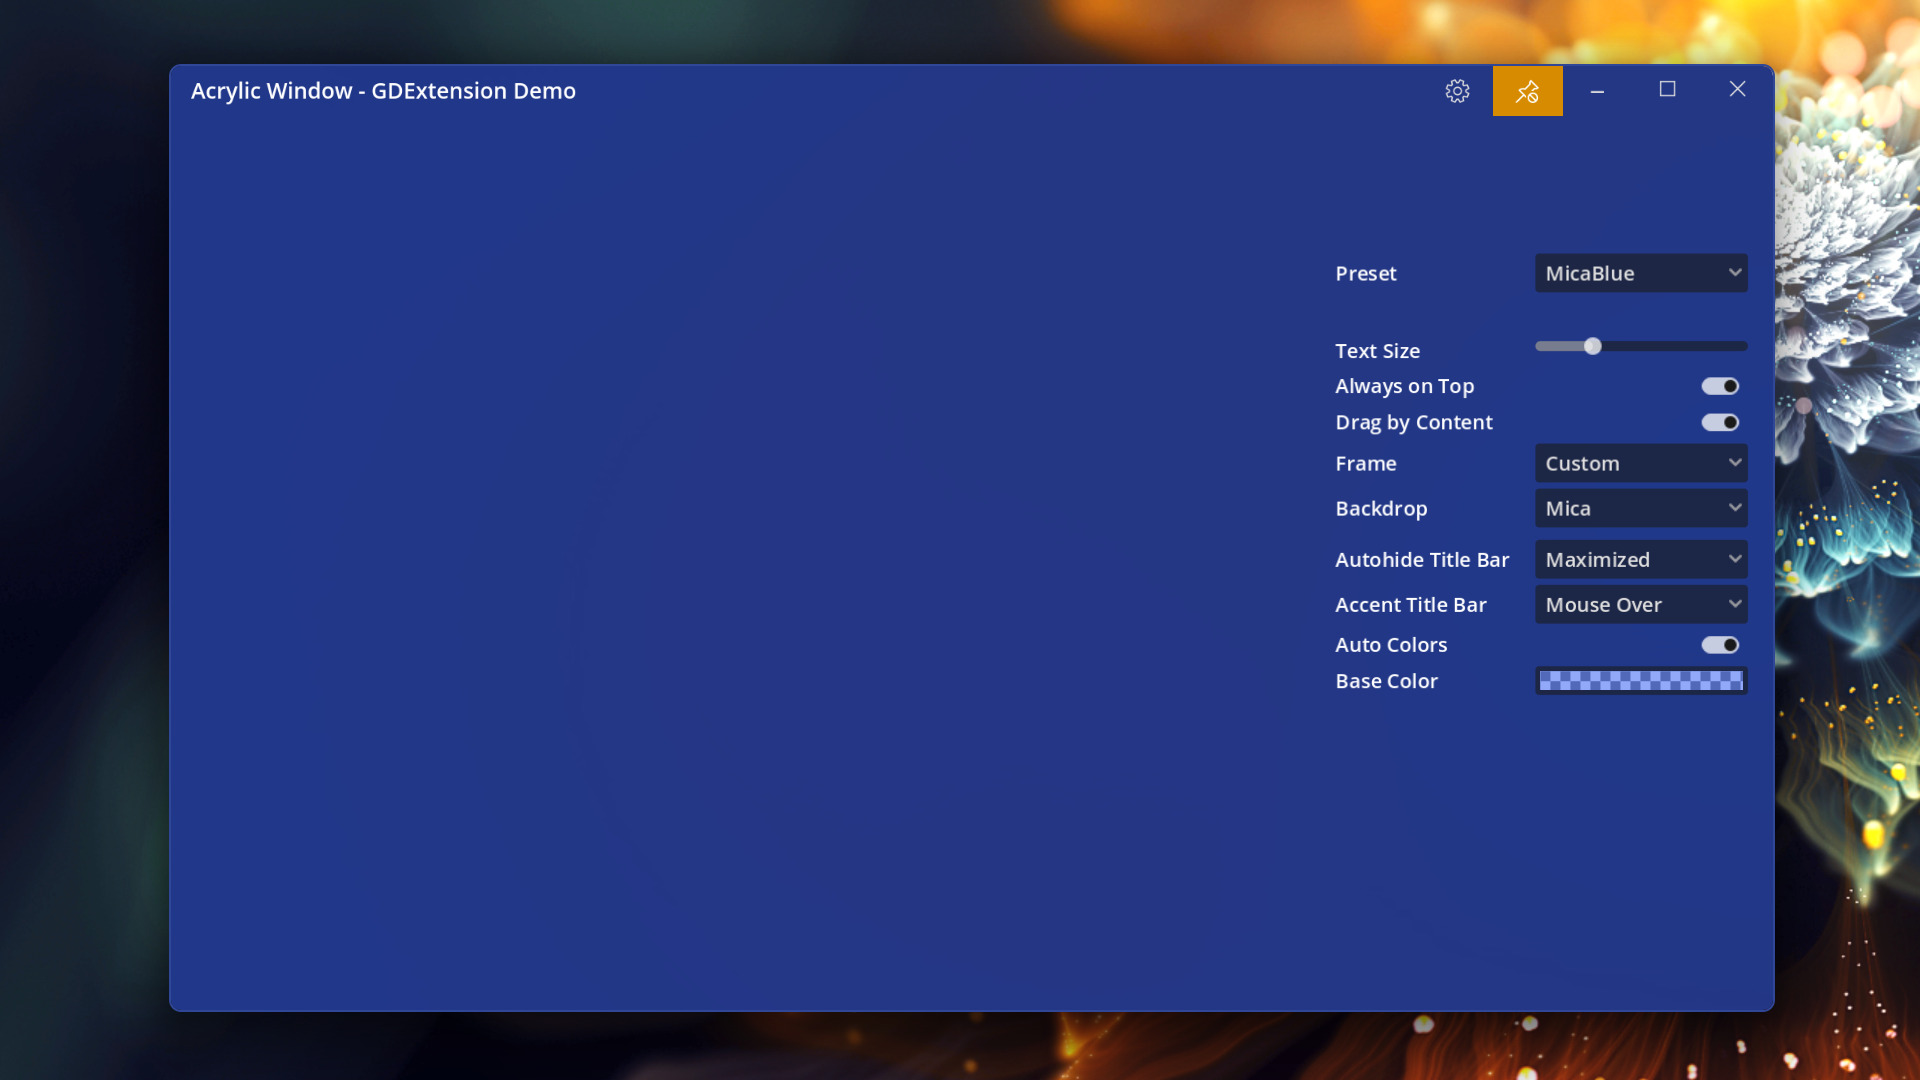 Acrylic Window - GDExtension Demo
Preset MicaBlue
Text Size
Always on Top
Drag by Content
Frame Custom
Backdrop Mica
Autohide Title Bar Maximized
Accent Title Bar Mouse Over
Auto Colors
Base Color